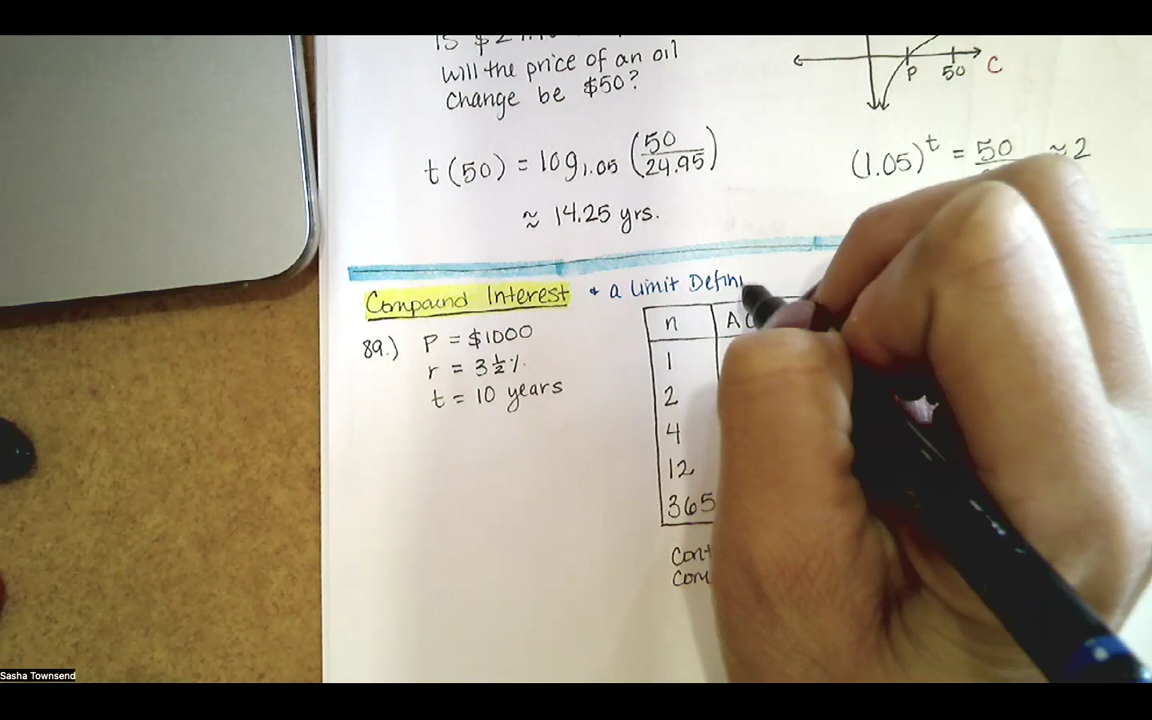 will the price of an oil
change be $50?
P 50 C
t(50) = log₁.₀₅ (50/24.95)
≈ 14.25 yrs.
(1.05)ᵗ = 50 ≈ 2
Compound Interest + a Limit Defini
89.) P = $1000
r = 3½%
t = 10 years
n
1
2
4
12
365
Sasha Townsend